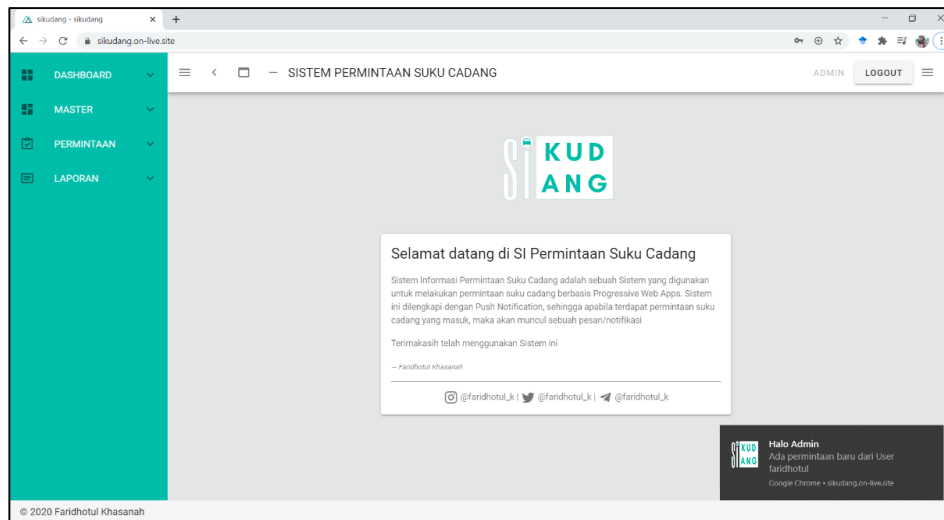 sikudang - sikudang
sikudang.on-live.site
DASHBOARD
MASTER
PERMINTAAN
LAPORAN
SISTEM PERMINTAAN SUKU CADANG
ADMIN
LOGOUT
Si KUD
ANG
Selamat datang di SI Permintaan Suku Cadang
Sistem Informasi Permintaan Suku Cadang adalah sebuah Sistem yang digunakan
untuk melakukan permintaan suku cadang berbasis Progressive Web Apps. Sistem
ini dilengkapi dengan Push Notification, sehingga apabila terdapat permintaan suku
cadang yang masuk, maka akan muncul sebuah pesan/notifikasi
Terimakasih telah menggunakan Sistem ini
— Faridhotul Khasanah
@faridhotul_k | @faridhotul_k | @faridhotul_k
Si KUD
ANG
Halo Admin
Ada permintaan baru dari User
faridhotul
Google Chrome • sikudang.on-live.site
© 2020 Faridhotul Khasanah